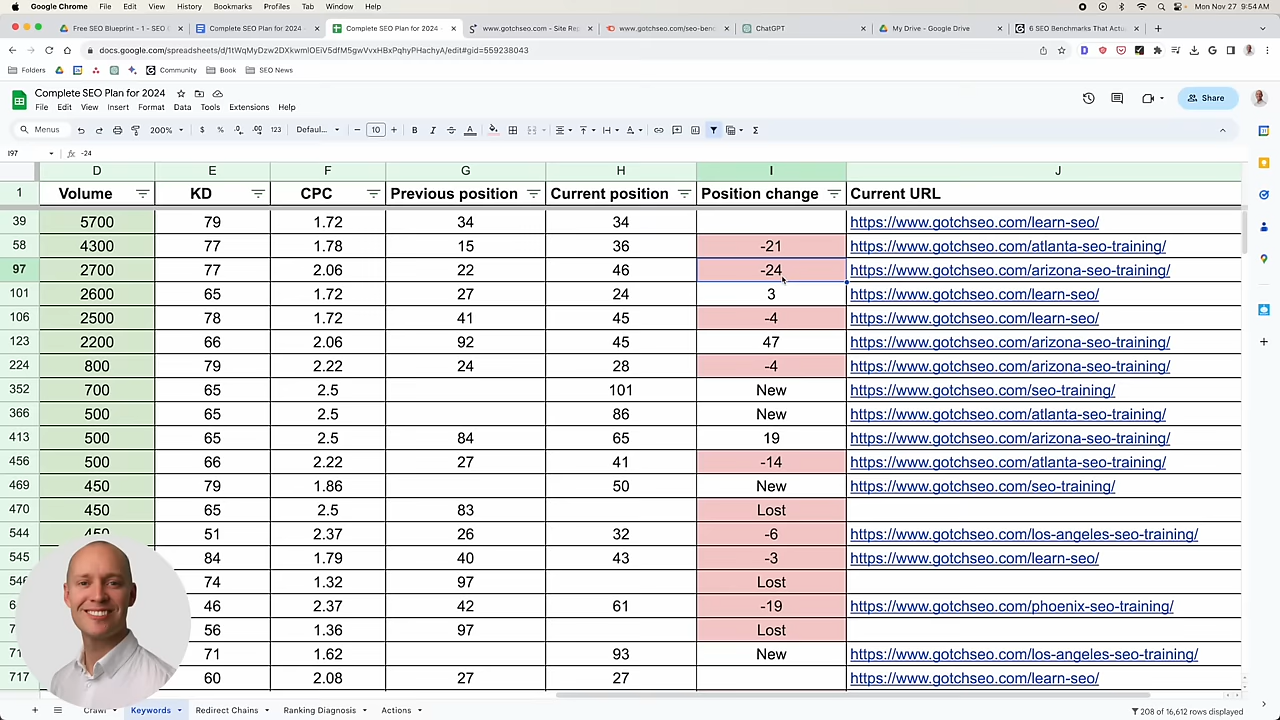 Google Chrome File Edit View History Bookmarks Profiles Tab Window Help Mon Nov 27 9:54 AM
Free SEO Blueprint - 1 - SEO Complete SEO Plan for 2024 Complete SEO Plan for 2024 www.gotchseo.com - Site Rep www.gotchseo.com/seo-ben ChatGPT My Drive - Google Drive 6 SEO Benchmarks That Actu
docs.google.com/spreadsheets/d/1tWqMyDzw2DXkwmlOEiV5dfM5gwVvxHBxPqhyPHachyA/edit#gid=559238043
Folders Community Book SEO News
Complete SEO Plan for 2024
File Edit View Insert Format Data Tools Extensions Help
Share
Menus 200% $ % .0 .00 123 Defaul... 10 B I A
I97 fx -24
D E F G H I J
1 Volume KD CPC Previous position Current position Position change Current URL
39 5700 79 1.72 34 34 https://www.gotchseo.com/learn-seo/
58 4300 77 1.78 15 36 -21 https://www.gotchseo.com/atlanta-seo-training/
97 2700 77 2.06 22 46 -24 https://www.gotchseo.com/arizona-seo-training/
101 2600 65 1.72 27 24 3 https://www.gotchseo.com/learn-seo/
106 2500 78 1.72 41 45 -4 https://www.gotchseo.com/learn-seo/
123 2200 66 2.06 92 45 47 https://www.gotchseo.com/arizona-seo-training/
224 800 79 2.22 24 28 -4 https://www.gotchseo.com/arizona-seo-training/
352 700 65 2.5 101 New https://www.gotchseo.com/seo-training/
366 500 65 2.5 86 New https://www.gotchseo.com/atlanta-seo-training/
413 500 65 2.5 84 65 19 https://www.gotchseo.com/arizona-seo-training/
456 500 66 2.22 27 41 -14 https://www.gotchseo.com/atlanta-seo-training/
469 450 79 1.86 50 New https://www.gotchseo.com/seo-training/
470 450 65 2.5 83 Lost
544 450 51 2.37 26 32 -6 https://www.gotchseo.com/los-angeles-seo-training/
545 84 1.79 40 43 -3 https://www.gotchseo.com/learn-seo/
74 1.32 97 Lost
46 2.37 42 61 -19 https://www.gotchseo.com/phoenix-seo-training/
56 1.36 97 Lost
71 1.62 93 New https://www.gotchseo.com/los-angeles-seo-training/
717 60 2.08 27 27 https://www.gotchseo.com/learn-seo/
Crawl Keywords Redirect Chains Ranking Diagnosis Actions 208 of 16,612 rows displayed